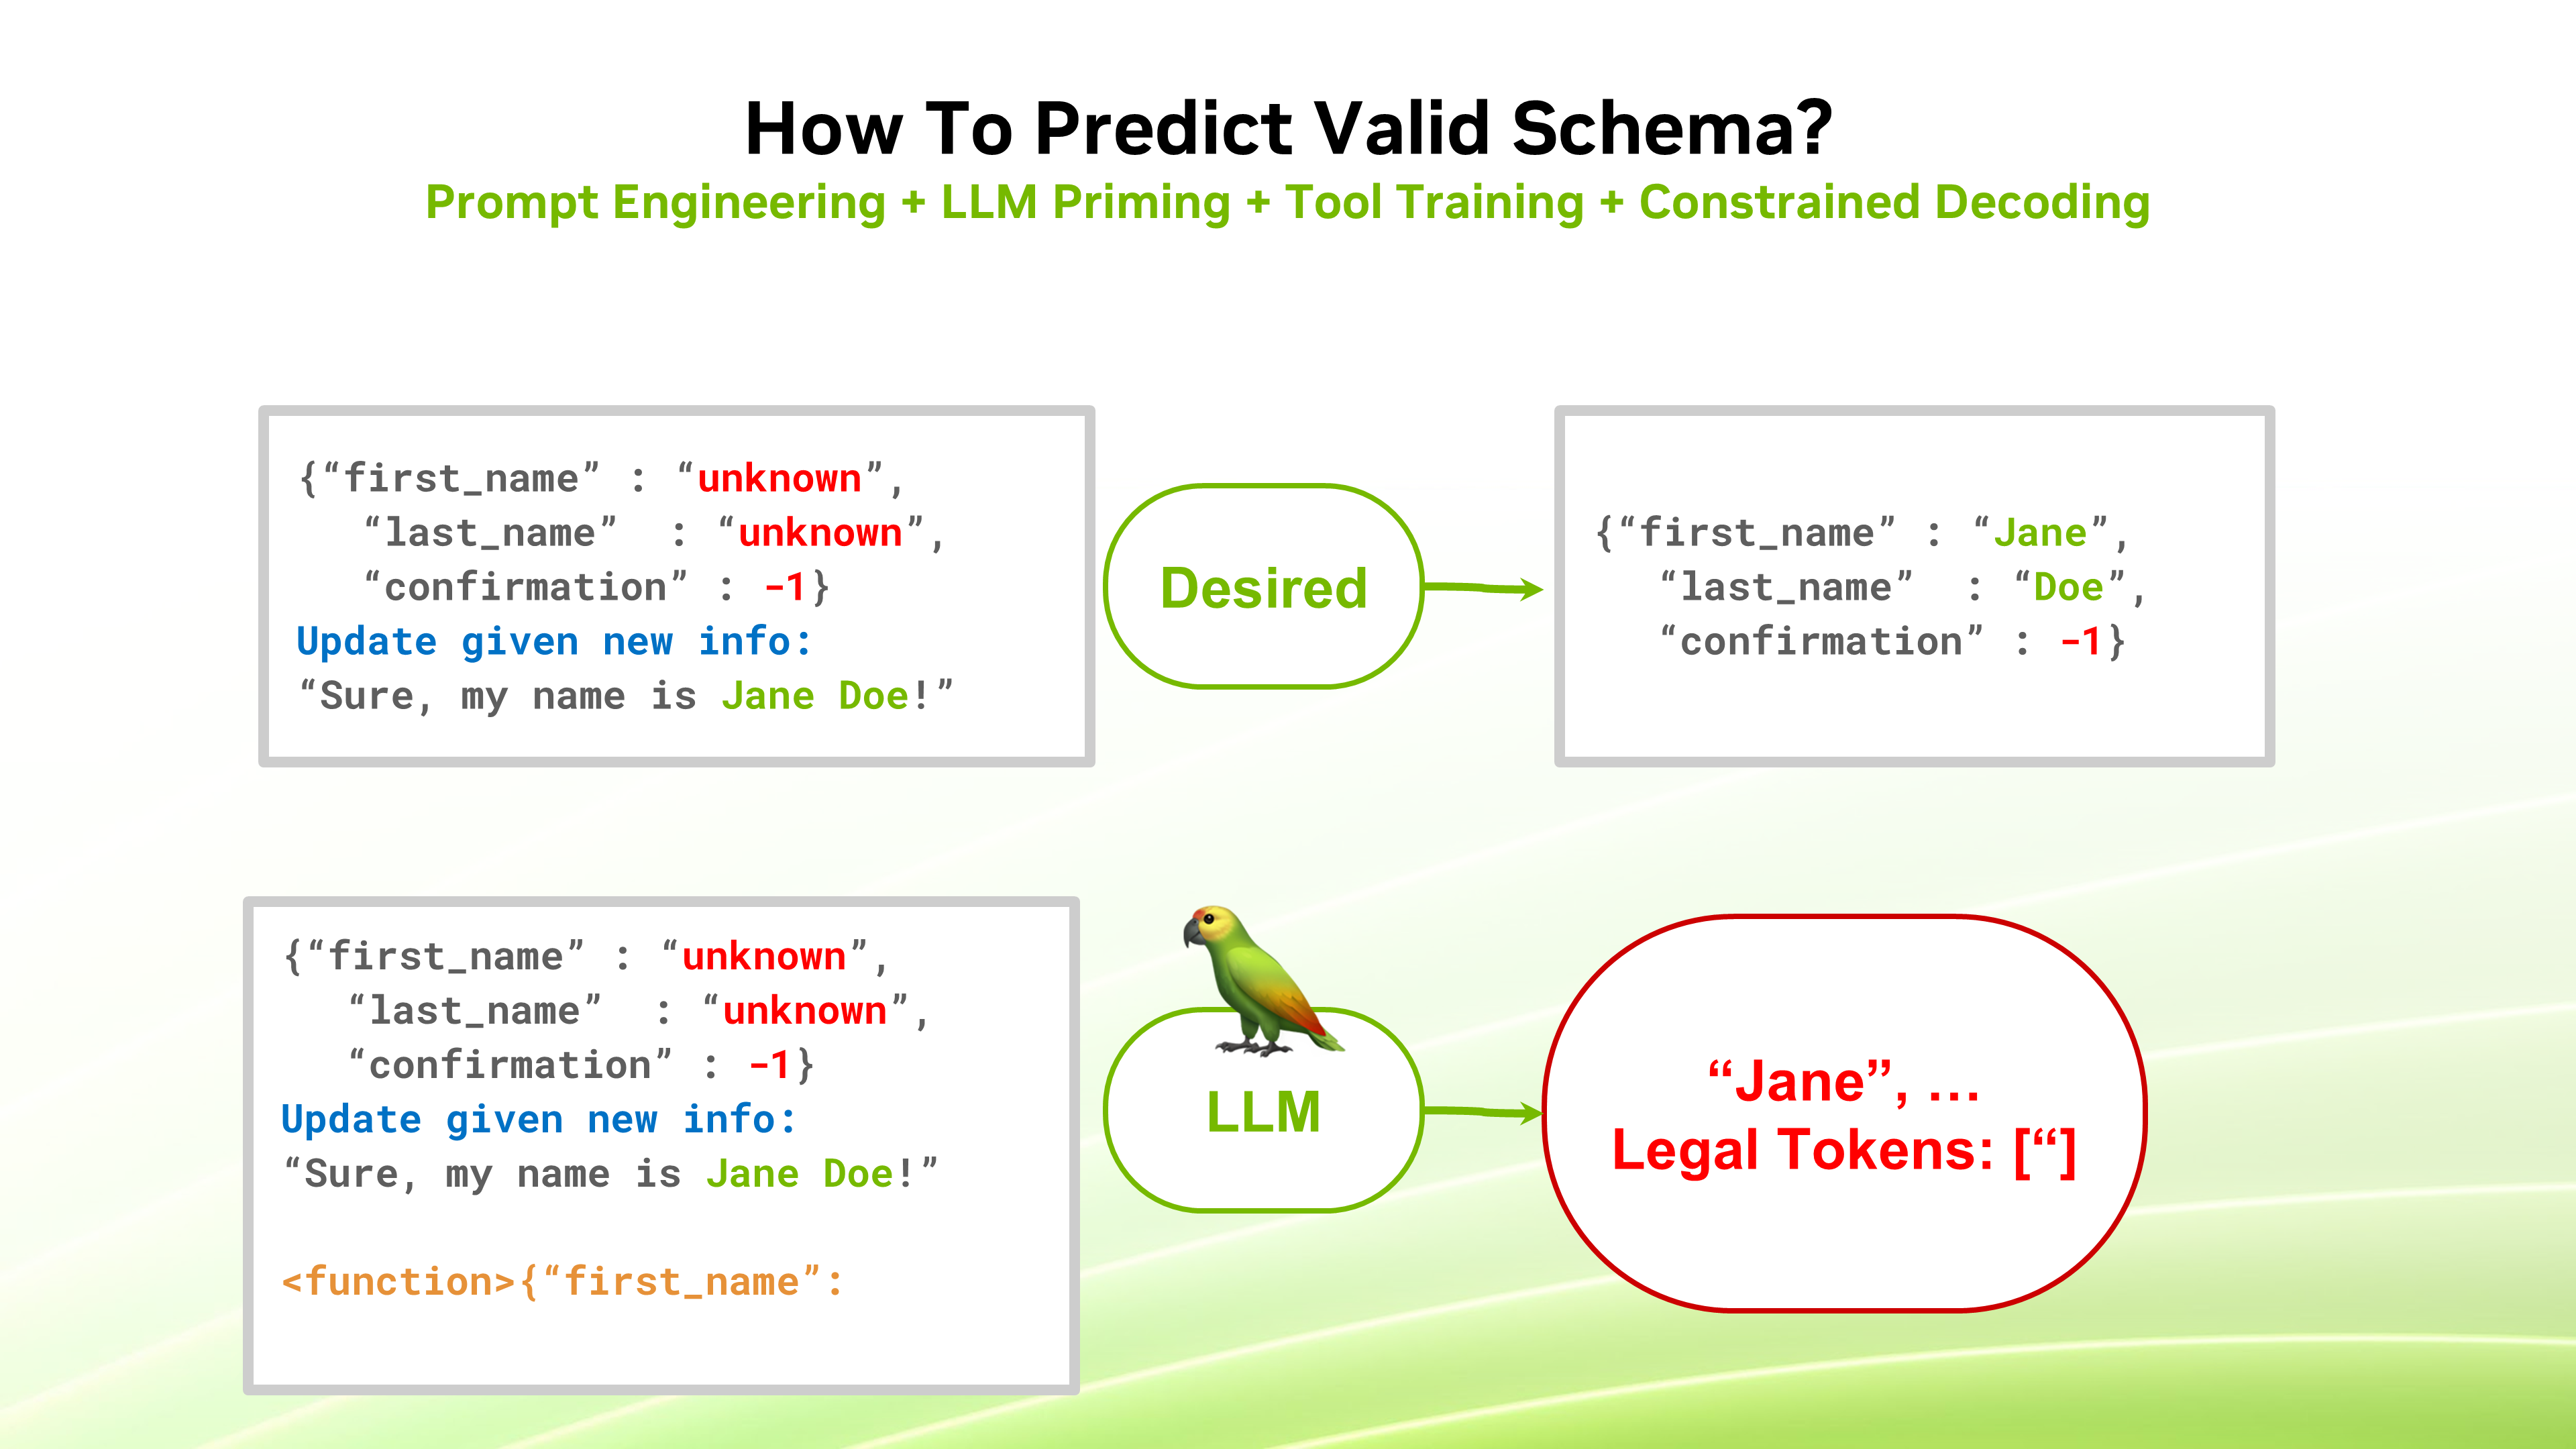 How To Predict Valid Schema?
Prompt Engineering + LLM Priming + Tool Training + Constrained Decoding
{“first_name” : “unknown”,
“last_name” : “unknown”,
“confirmation” : -1}
Update given new info:
“Sure, my name is Jane Doe!”
Desired
{“first_name” : “Jane”,
“last_name” : “Doe”,
“confirmation” : -1}
{“first_name” : “unknown”,
“last_name” : “unknown”,
“confirmation” : -1}
Update given new info:
“Sure, my name is Jane Doe!”
<function>{“first_name”:
LLM
“Jane”, ...
Legal Tokens: [“]